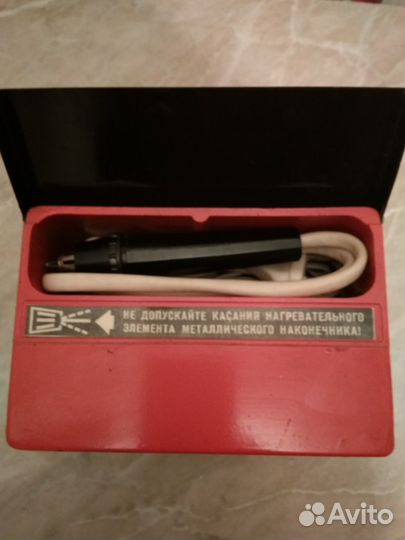 НЕ ДОПУСКАЙТЕ КАСАНИЯ НАГРЕВАТЕЛЬНОГО
ЭЛЕМЕНТА МЕТАЛЛИЧЕСКОГО НАКОНЕЧНИКА!
Avito